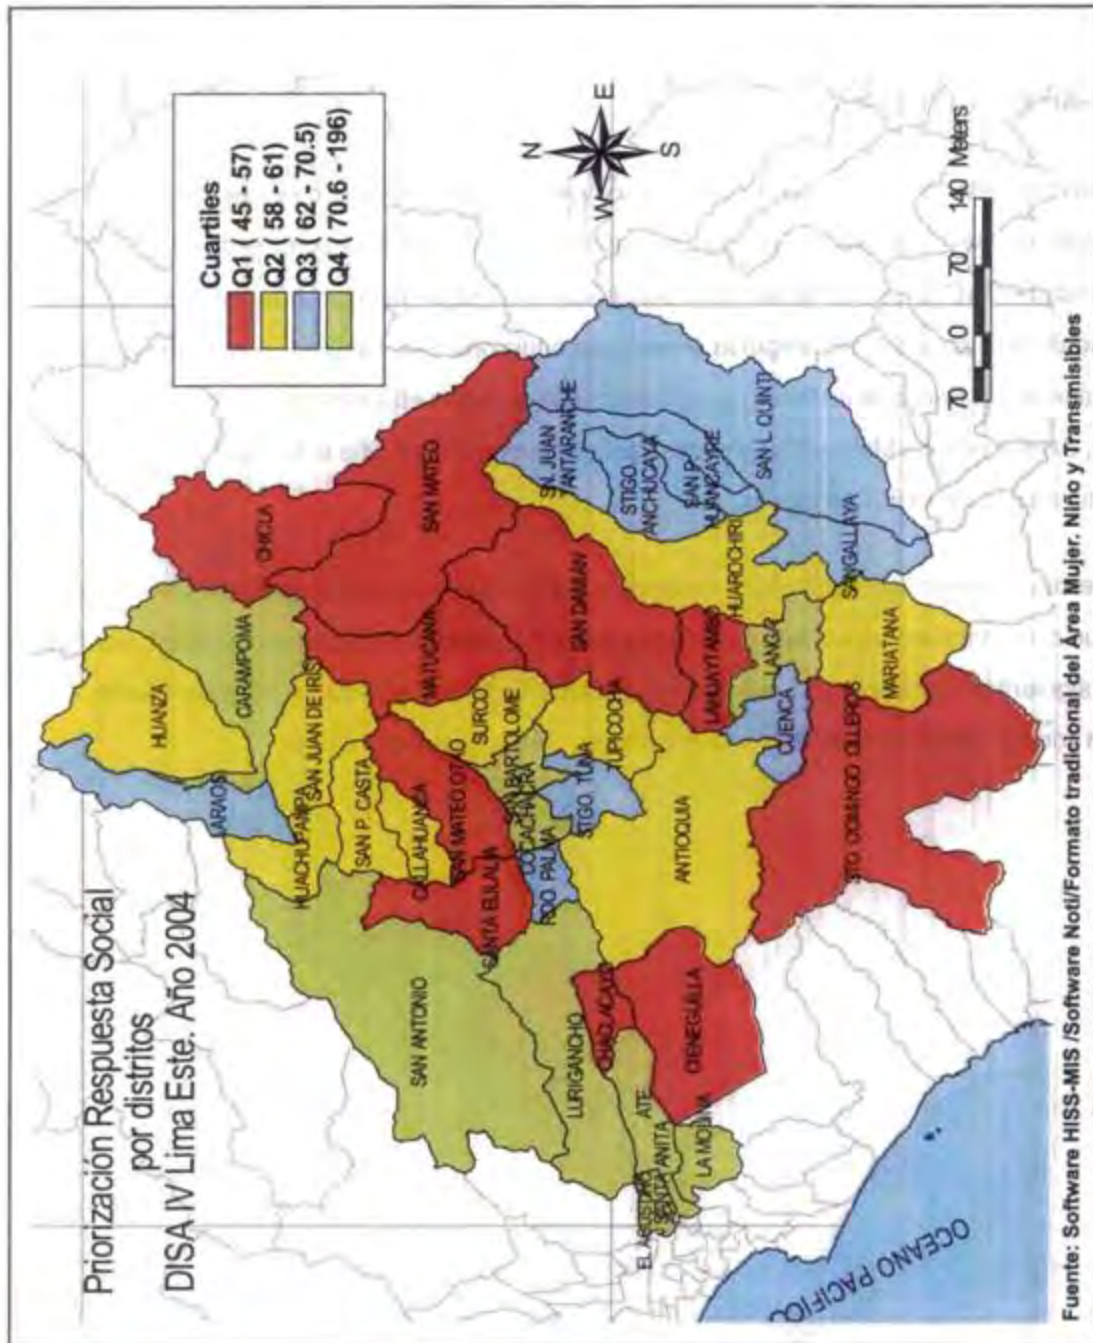 Priorización Respuesta Social
por distritos
DISA IV Lima Este. Año 2004
Cuartiles
Q1 ( 45 - 57)
Q2 ( 58 - 61)
Q3 ( 62 - 70.5)
Q4 ( 70.6 - 196)
N
W E
S
HUANZA
LARAOS
CARAMPOMA
CHICLA
SAN JUAN DE IRIS
HUACHUPAMPA
SAN P. CASTA
CALLAHUANCA
SAN MATEO OTAO
SANTA EULALIA
SAN ANTONIO
MATUCANA
SAN MATEO
SURCO
SAN BARTOLOME
COCACHACRA
RDO. PALMA
STGO. TUNA
TUPICOCHA
SAN DAMIAN
LURIGANCHO
CHACLACAYO
ATE
SANTA ANITA
EL AGUSTINO
LA MOLINA
CIENEGUILLA
ANTIOQUIA
LAHUAYTAMBO
LANGA
CUENCA
HUAROCHIRI
SN. JUAN
TANTARANCHE
STGO.
ANCHUCAYA
SAN P.
HUANCAYRE
SAN L. QUINTI
SANGALLAYA
MARIATANA
STO DOMINGO OLLEROS
OCEANO PACIFICO
70 0 70 140 Meters
Fuente: Software HISS-MIS /Software Noti/Formato tradicional del Área Mujer. Niño y Transmisibles